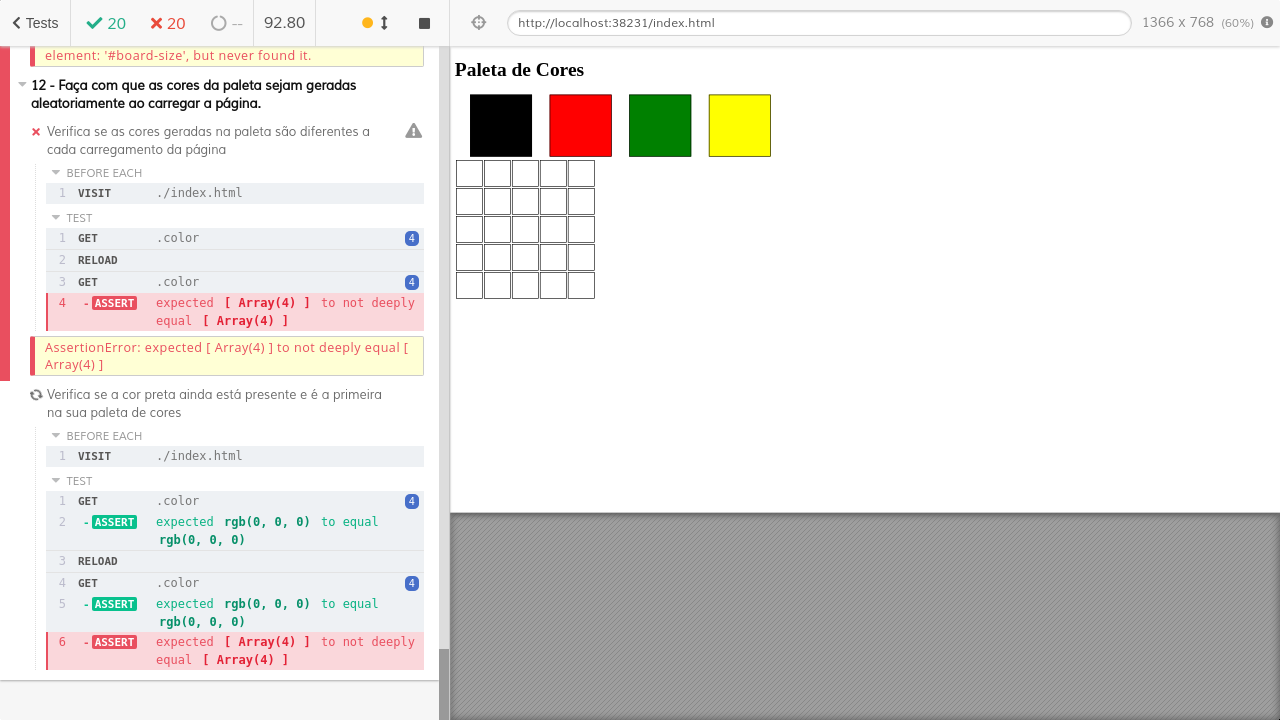 Tests 20 20 -- 92.80 http://localhost:38231/index.html 1366 x 768 (60%)
element: '#board-size', but never found it.
12 - Faça com que as cores da paleta sejam geradas
aleatoriamente ao carregar a página.
Verifica se as cores geradas na paleta são diferentes a
cada carregamento da página
BEFORE EACH
1 VISIT ./index.html
TEST
1 GET .color 4
2 RELOAD
3 GET .color 4
4 -ASSERT expected [ Array(4) ] to not deeply
equal [ Array(4) ]
AssertionError: expected [ Array(4) ] to not deeply equal [
Array(4) ]
Verifica se a cor preta ainda está presente e é a primeira
na sua paleta de cores
BEFORE EACH
1 VISIT ./index.html
TEST
1 GET .color 4
2 -ASSERT expected rgb(0, 0, 0) to equal
rgb(0, 0, 0)
3 RELOAD
4 GET .color 4
5 -ASSERT expected rgb(0, 0, 0) to equal
rgb(0, 0, 0)
6 -ASSERT expected [ Array(4) ] to not deeply
equal [ Array(4) ]
Paleta de Cores